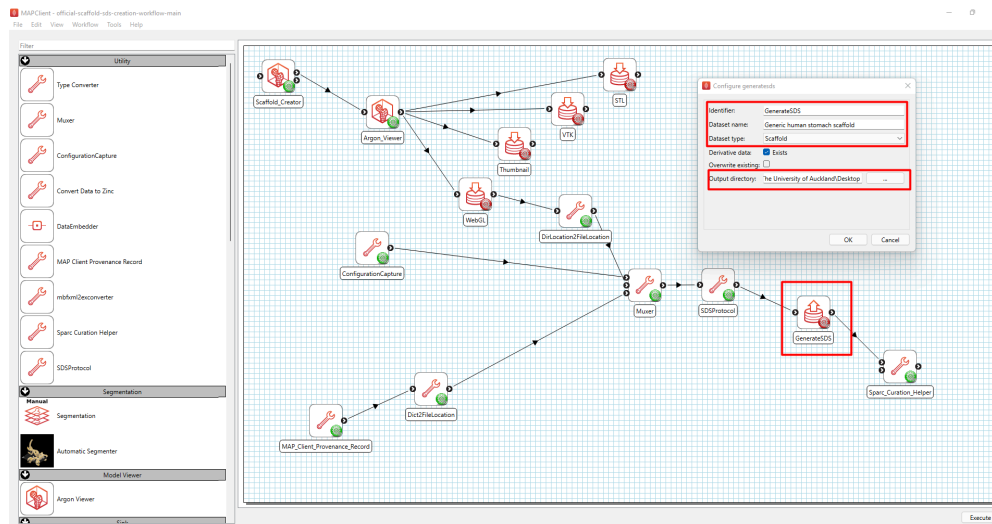 MAPClient - official-scaffold-sds-creation-workflow-main
File Edit View Workflow Tools Help
Filter
Utility
Type Converter
Muxer
ConfigurationCapture
Convert Data to Zinc
DataEmbedder
MAP Client Provenance Record
mbfxml2exconverter
Sparc Curation Helper
SDSProtocol
Segmentation
Manual
Segmentation
Automatic Segmenter
Model Viewer
Argon Viewer
Sink
Scaffold_Creator
Argon_Viewer
STL
VTK
Thumbnail
WebGL
DirLocation2FileLocation
ConfigurationCapture
Muxer
SDSProtocol
GenerateSDS
Sparc_Curation_Helper
Dict2FileLocation
MAP_Client_Provenance_Record
Configure generatesds
Identifier: GenerateSDS
Dataset name: Generic human stomach scaffold
Dataset type: Scaffold
Derivative data: Exists
Overwrite existing:
Output directory: he University of Auckland\Desktop ...
OK Cancel
Execute